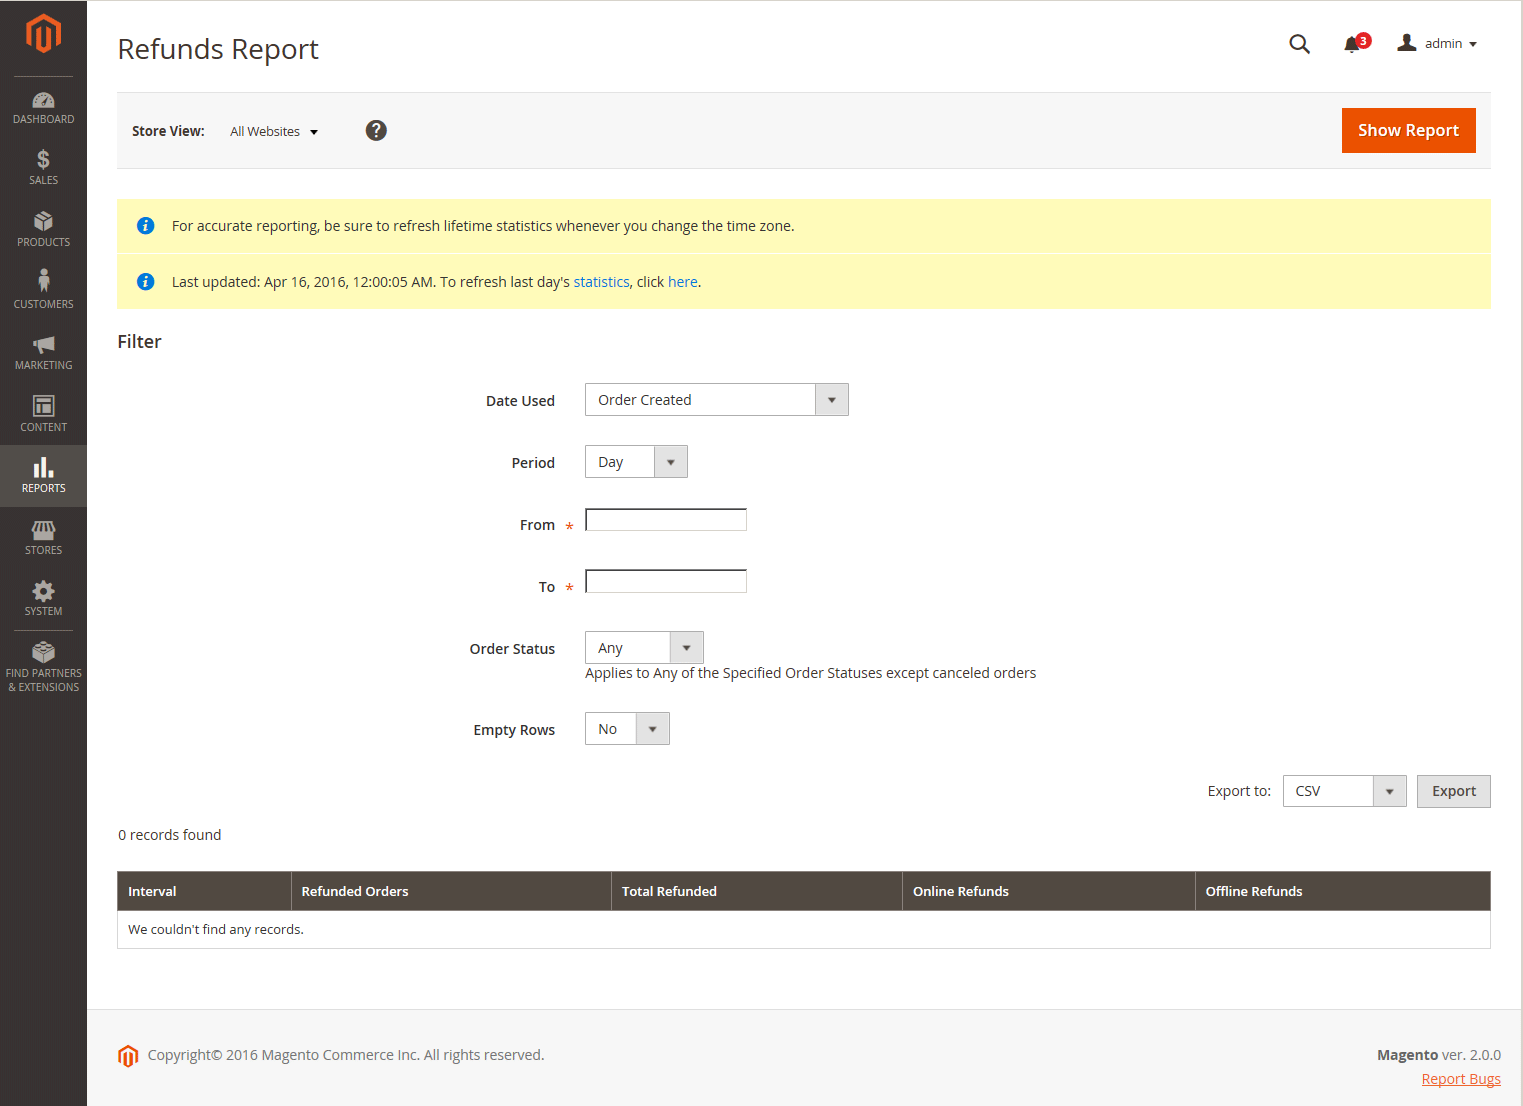 Refunds Report
3
admin
DASHBOARD
SALES
PRODUCTS
CUSTOMERS
MARKETING
CONTENT
REPORTS
STORES
SYSTEM
FIND PARTNERS
& EXTENSIONS
Store View: All Websites ?
Show Report
For accurate reporting, be sure to refresh lifetime statistics whenever you change the time zone.
Last updated: Apr 16, 2016, 12:00:05 AM. To refresh last day's statistics, click here.
Filter
Date Used Order Created
Period Day
From *
To *
Order Status Any
Applies to Any of the Specified Order Statuses except canceled orders
Empty Rows No
Export to: CSV Export
0 records found
Interval Refunded Orders Total Refunded Online Refunds Offline Refunds
We couldn't find any records.
Copyright© 2016 Magento Commerce Inc. All rights reserved.
Magento ver. 2.0.0
Report Bugs